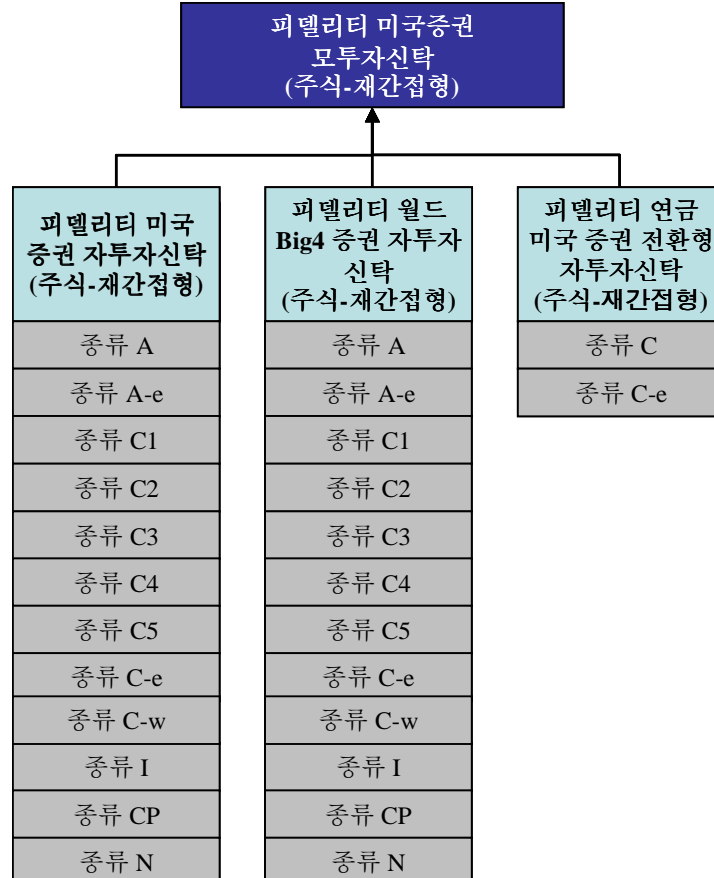 피델리티 미국증권
모투자신탁
(주식-재간접형)
피델리티 미국
증권 자투자신탁
(주식-재간접형)
종류 A
종류 A-e
종류 C1
종류 C2
종류 C3
종류 C4
종류 C5
종류 C-e
종류 C-w
종류 I
종류 CP
종류 N
피델리티 월드
Big4 증권 자투자
신탁
(주식-재간접형)
종류 A
종류 A-e
종류 C1
종류 C2
종류 C3
종류 C4
종류 C5
종류 C-e
종류 C-w
종류 I
종류 CP
종류 N
피델리티 연금
미국 증권 전환형
자투자신탁
(주식-재간접형)
종류 C
종류 C-e